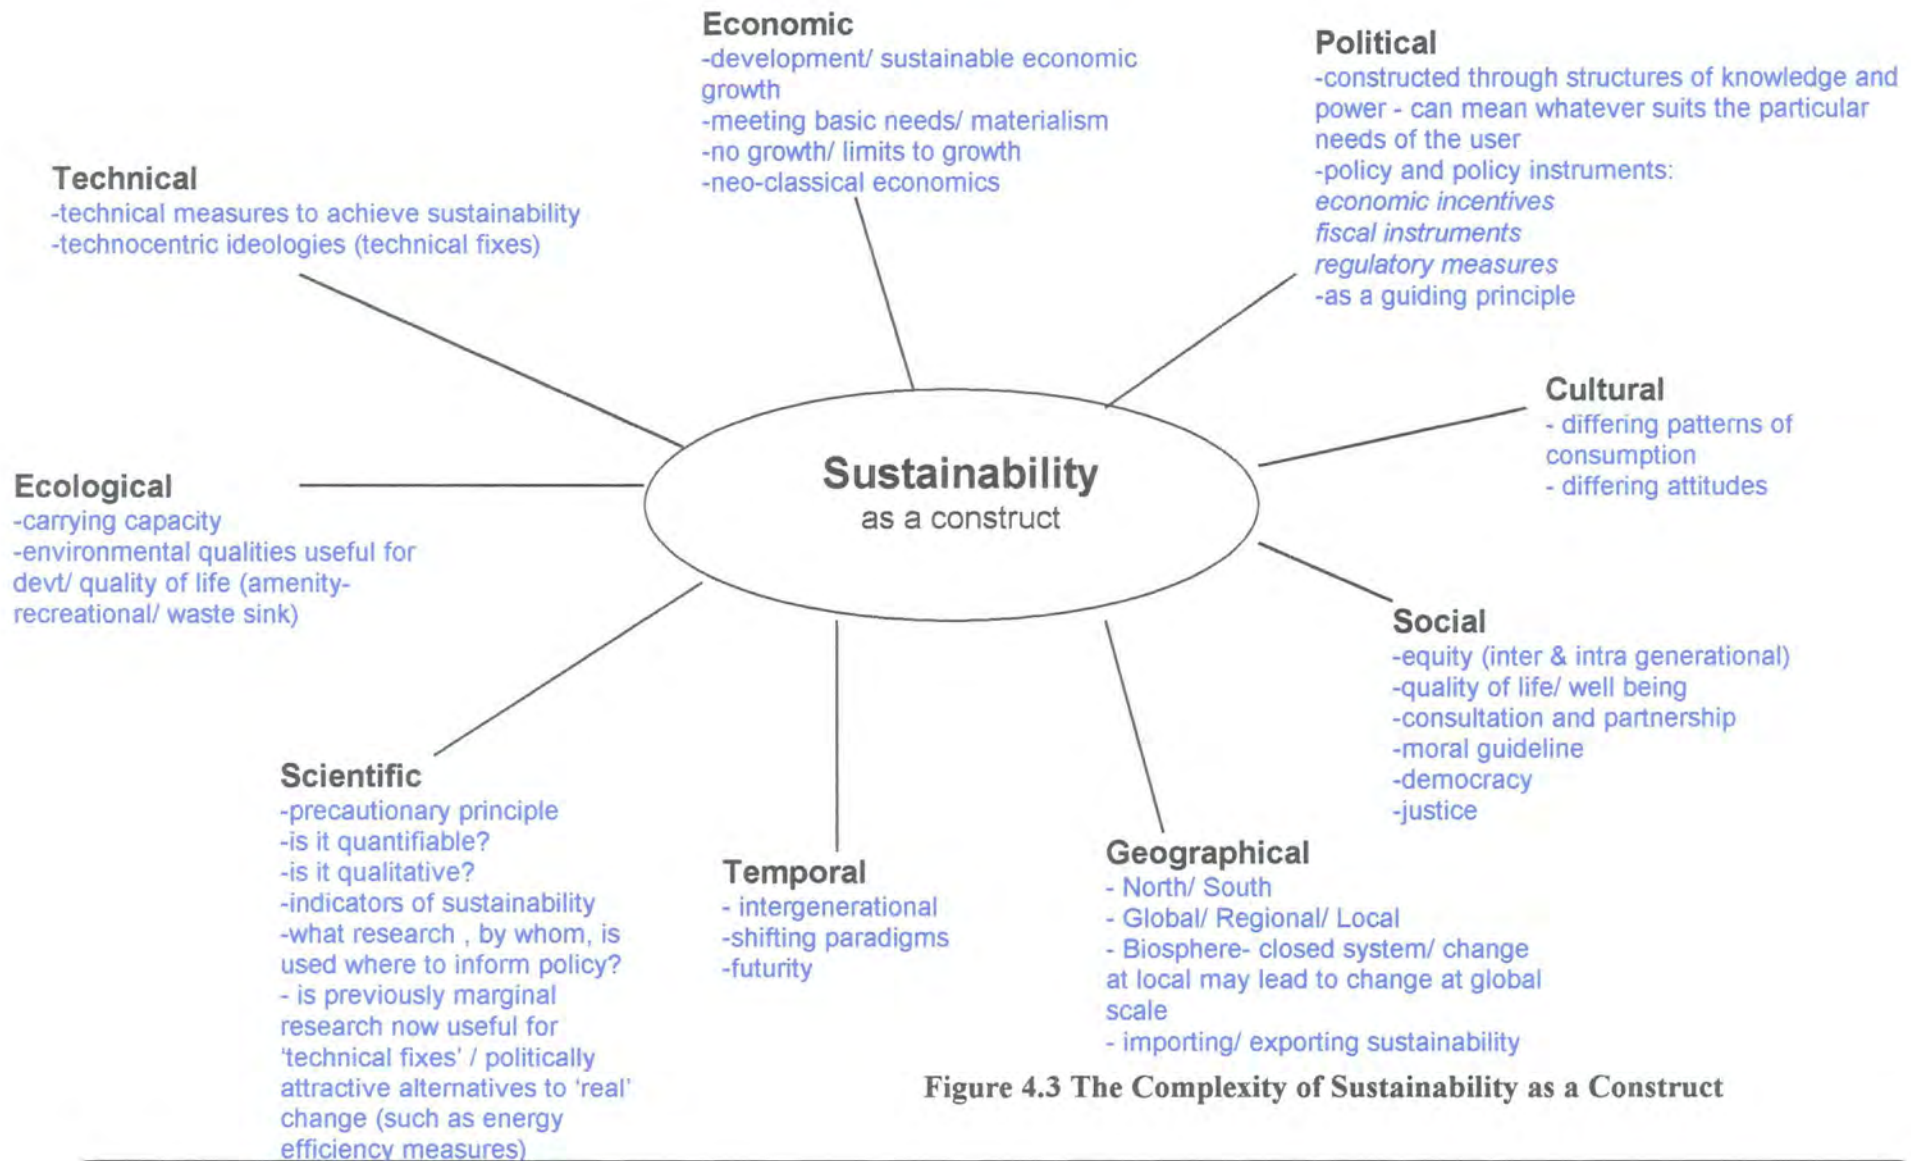 Economic
-development/ sustainable economic
growth
-meeting basic needs/ materialism
-no growth/ limits to growth
-neo-classical economics
Political
-constructed through structures of knowledge and
power - can mean whatever suits the particular
needs of the user
-policy and policy instruments:
economic incentives
fiscal instruments
regulatory measures
-as a guiding principle
Technical
-technical measures to achieve sustainability
-technocentric ideologies (technical fixes)
Cultural
- differing patterns of
consumption
- differing attitudes
Sustainability
as a construct
Ecological
-carrying capacity
-environmental qualities useful for
devt/ quality of life (amenity-
recreational/ waste sink)
Social
-equity (inter & intra generational)
-quality of life/ well being
-consultation and partnership
-moral guideline
-democracy
-justice
Scientific
-precautionary principle
-is it quantifiable?
-is it qualitative?
-indicators of sustainability
-what research , by whom, is
used where to inform policy?
- is previously marginal
research now useful for
‘technical fixes’ / politically
attractive alternatives to ‘real’
change (such as energy
efficiency measures)
Temporal
- intergenerational
-shifting paradigms
-futurity
Geographical
- North/ South
- Global/ Regional/ Local
- Biosphere- closed system/ change
at local may lead to change at global
scale
- importing/ exporting sustainability
Figure 4.3 The Complexity of Sustainability as a Construct